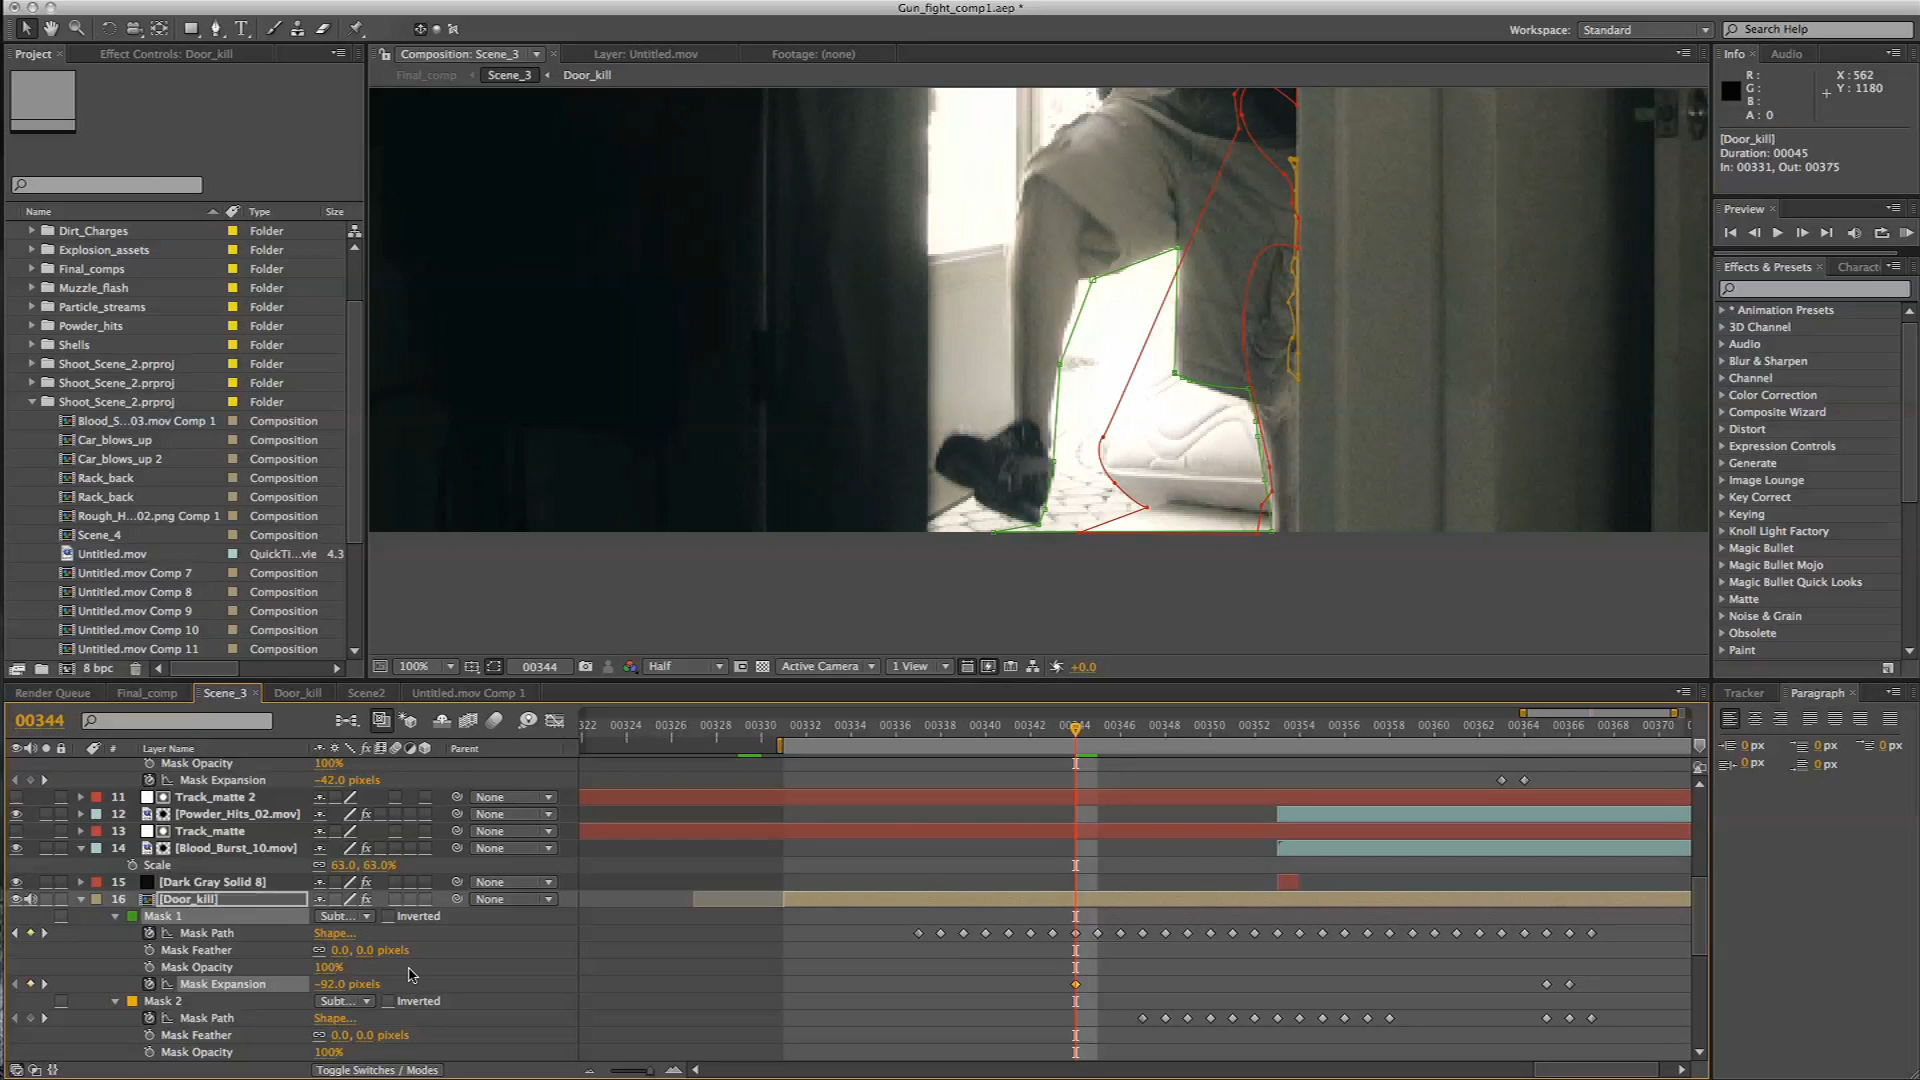 Gun_fight_comp1.aep *
Workspace: Standard
Search Help
Project
Effect Controls: Door_kill
Composition: Scene_3
Layer: Untitled.mov
Footage: (none)
Info
Audio
Final_comp
Scene_3
Door_kill
R :
G :
B :
A : 0
X : 562
Y : 1180
[Door_kill]
Duration: 00045
In: 00331, Out: 00375
Preview
Effects & Presets
Charact
* Animation Presets
3D Channel
Audio
Blur & Sharpen
Channel
Color Correction
Composite Wizard
Distort
Expression Controls
Generate
Image Lounge
Key Correct
Keying
Knoll Light Factory
Magic Bullet
Magic Bullet Mojo
Magic Bullet Quick Looks
Matte
Noise & Grain
Obsolete
Paint
Name Type Size
Dirt_Charges Folder
Explosion_assets Folder
Final_comps Folder
Muzzle_flash Folder
Particle_streams Folder
Powder_hits Folder
Shells Folder
Shoot_Scene_2.prproj Folder
Shoot_Scene_2.prproj Folder
Shoot_Scene_2.prproj Folder
Blood_S...03.mov Comp 1 Composition
Car_blows_up Composition
Car_blows_up 2 Composition
Rack_back Composition
Rack_back Composition
Rough_H...02.png Comp 1 Composition
Scene_4 Composition
Untitled.mov QuickTi...vie 4.3
Untitled.mov Comp 7 Composition
Untitled.mov Comp 8 Composition
Untitled.mov Comp 9 Composition
Untitled.mov Comp 10 Composition
Untitled.mov Comp 11 Composition
8 bpc
100% 00344 Half Active Camera 1 View +0.0
Render Queue Final_comp Scene_3 Door_kill Scene2 Untitled.mov Comp 1
Tracker Paragraph
00344
322 00324 00326 00328 00330 00332 00334 00336 00338 00340 00342 00344 00346 00348 00350 00352 00354 00356 00358 00360 00362 00364 00366 00368 00370
# Layer Name fx Parent
Mask Opacity 100%
Mask Expansion -42.0 pixels
11 Track_matte 2 None
12 [Powder_Hits_02.mov] fx None
13 Track_matte None
14 [Blood_Burst_10.mov] fx None
Scale 63.0, 63.0%
15 [Dark Gray Solid 8] fx None
16 [Door_kill] fx None
Mask 1 Subt... Inverted
Mask Path Shape...
Mask Feather 0.0, 0.0 pixels
Mask Opacity 100%
Mask Expansion -92.0 pixels
Mask 2 Subt... Inverted
Mask Path Shape...
Mask Feather 0.0, 0.0 pixels
Mask Opacity 100%
Toggle Switches / Modes
0 px 0 px 0 px
0 px 0 px